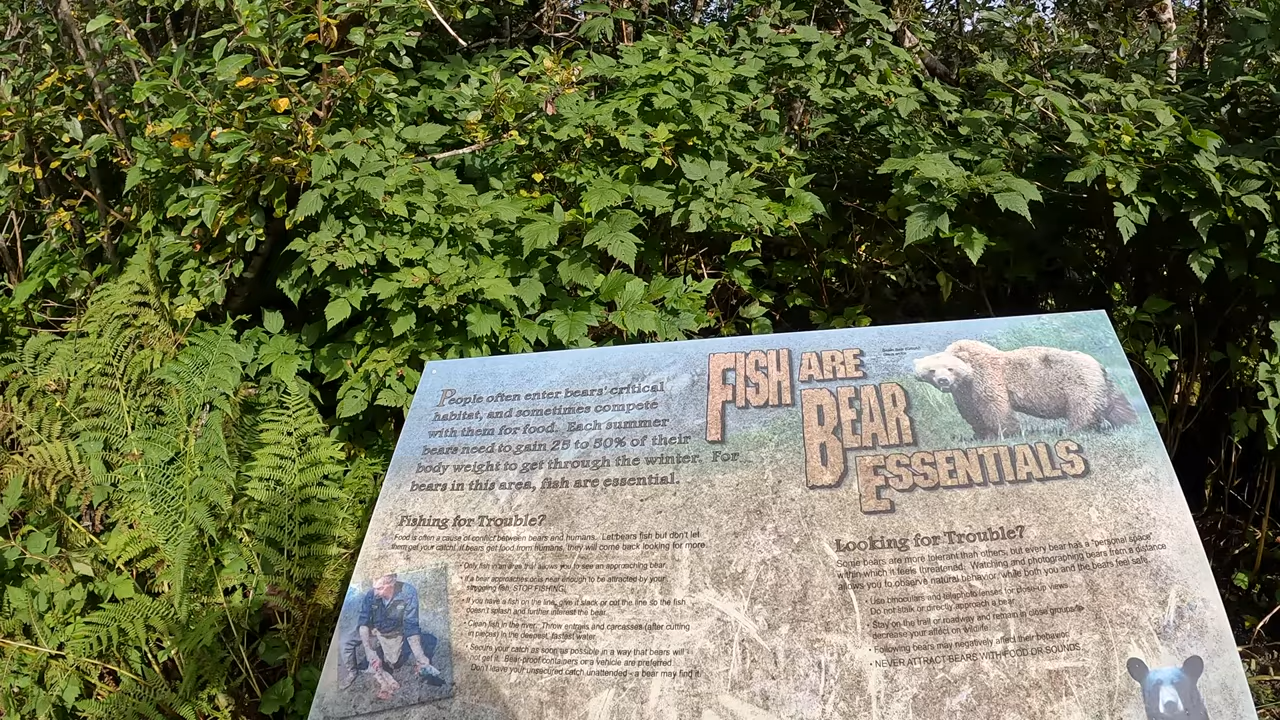 FISH ARE
BEAR
ESSENTIALS
People often enter bears' critical
habitat, and sometimes compete
with them for food. Each summer
bears need to gain 25 to 50% of their
body weight to get through the winter. For
bears in this area, fish are essential.
Fishing for Trouble?
Food is often a cause of conflict between bears and humans. Let bears fish but don't let
them get your catch! If bears get food from humans, they will come back looking for more.
• Only fish in an area that allows you to see an approaching bear.
• If a bear approaches or is near enough to be attracted by your
struggling fish, STOP FISHING.
• If you have a fish on the line, give it slack or cut the line so the fish
doesn't splash and further interest the bear.
• Clean fish in the river. Throw entrails and carcasses (after cutting
in pieces) in the deepest, fastest water.
• Secure your catch as soon as possible in a way that bears will
not get it. Bear-proof containers or a vehicle are preferred.
Don't leave your unsecured catch unattended - a bear may find it.
Looking for Trouble?
Some bears are more tolerant than others, but every bear has a "personal space"
within which it feels threatened. Watching and photographing bears from a distance
allows you to observe natural behavior, while both you and the bears feel safe.
• Use binoculars and telephoto lenses for close-up views.
Do not stalk or directly approach a bear.
• Stay on the trail or roadway and remain in close groups to
decrease your affect on wildlife.
• Following bears may negatively affect their behavior.
• NEVER ATTRACT BEARS WITH FOOD OR SOUNDS.